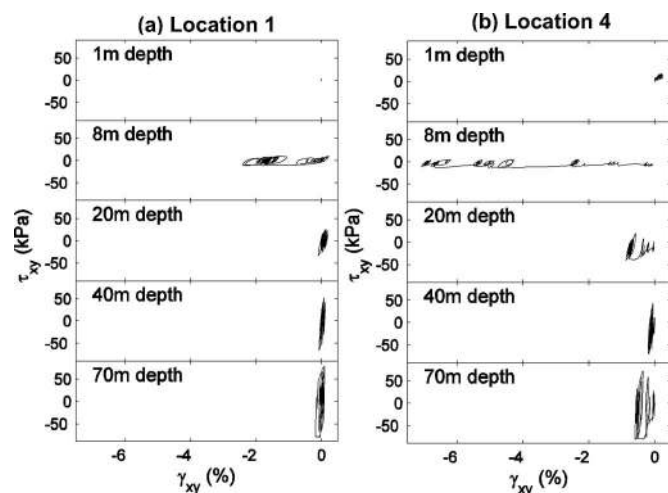 (a) Location 1
(b) Location 4
τxy (kPa)
1m depth
50
0
-50
8m depth
50
0
-50
20m depth
50
0
-50
40m depth
50
0
-50
70m depth
50
0
-50
-6 -4 -2 0
γxy (%)
τxy (kPa)
1m depth
50
0
-50
8m depth
50
0
-50
20m depth
50
0
-50
40m depth
50
0
-50
70m depth
50
0
-50
-6 -4 -2 0
γxy (%)